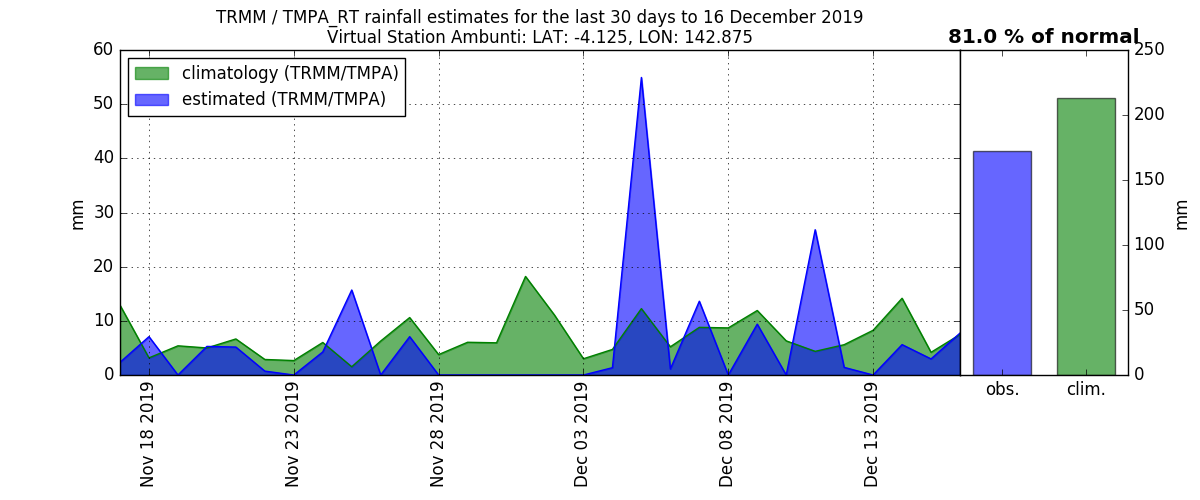 TRMM / TMPA_RT rainfall estimates for the last 30 days to 16 December 2019
Virtual Station Ambunti: LAT: -4.125, LON: 142.875
81.0 % of normal
climatology (TRMM/TMPA)
estimated (TRMM/TMPA)
60
50
40
30
20
10
0
mm
Nov 18 2019
Nov 23 2019
Nov 28 2019
Dec 03 2019
Dec 08 2019
Dec 13 2019
250
200
150
100
50
0
mm
obs.
clim.